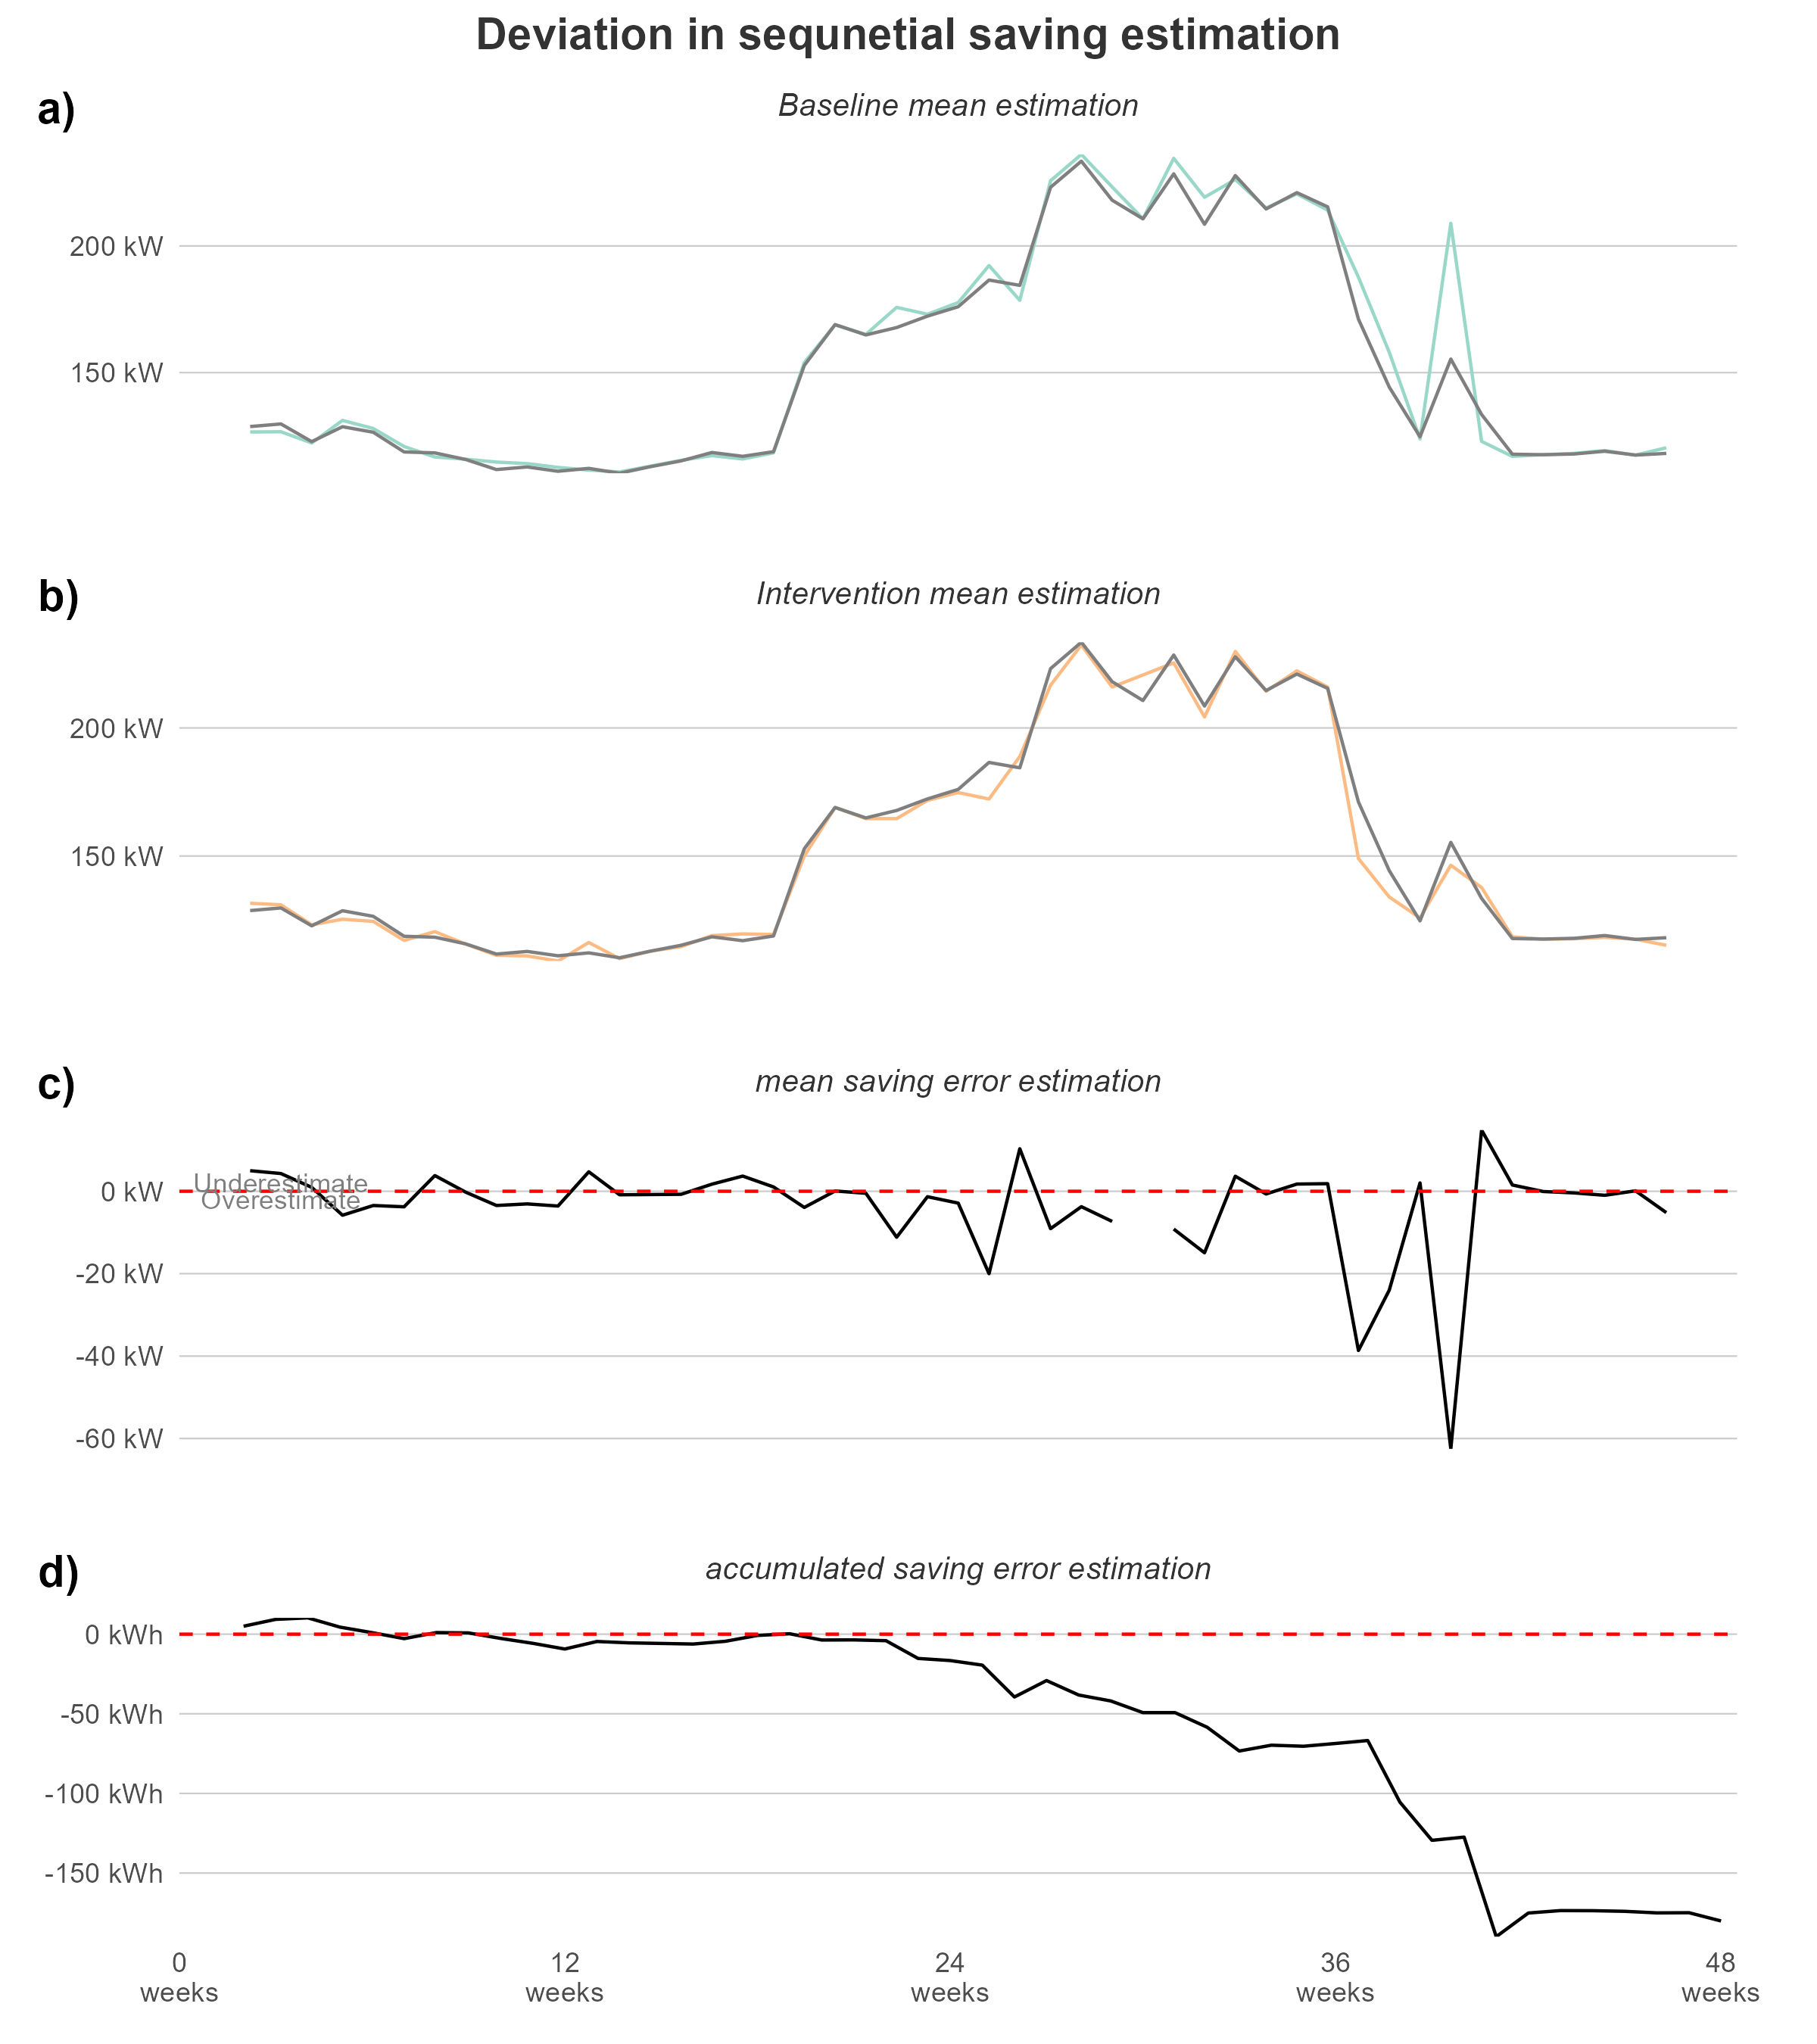 Deviation in sequnetial saving estimation
a)
Baseline mean estimation
200 kW
150 kW
b)
Intervention mean estimation
200 kW
150 kW
c)
mean saving error estimation
Underestimate
0 kW
Overestimate
-20 kW
-40 kW
-60 kW
d)
accumulated saving error estimation
0 kWh
-50 kWh
-100 kWh
-150 kWh
0 12 24 36 48
weeks weeks weeks weeks weeks